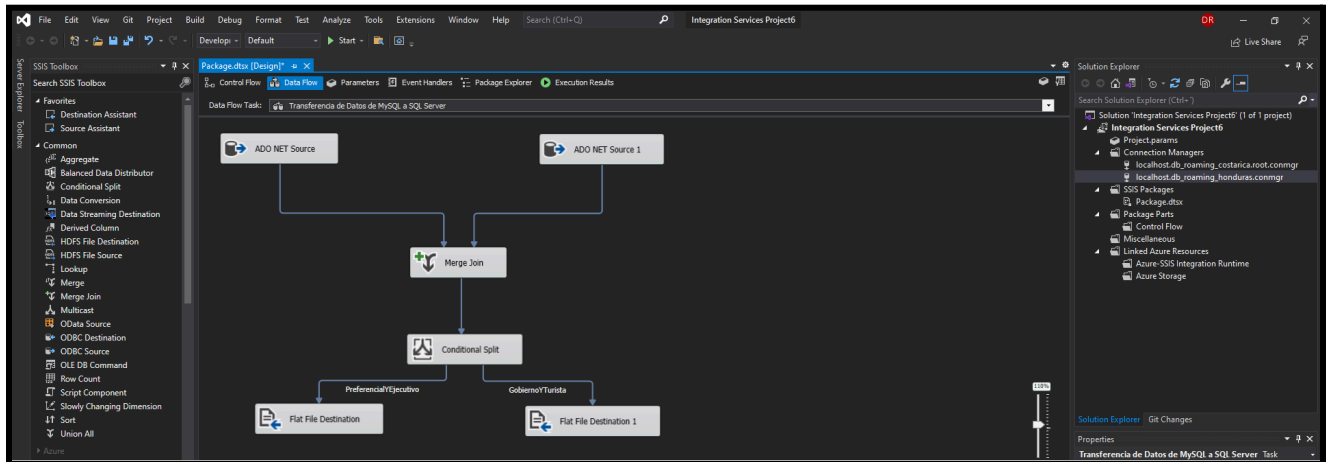 File Edit View Git Project Build Debug Format Test Analyze Tools Extensions Window Help Search (Ctrl+Q) Integration Services Project6 DR
Develop Default Start Live Share
Server Explorer
Toolbox
SSIS Toolbox
Search SSIS Toolbox
Favorites
Destination Assistant
Source Assistant
Common
Aggregate
Balanced Data Distributor
Conditional Split
Data Conversion
Data Streaming Destination
Derived Column
HDFS File Destination
HDFS File Source
Lookup
Merge
Merge Join
Multicast
OData Source
ODBC Destination
ODBC Source
OLE DB Command
Row Count
Script Component
Slowly Changing Dimension
Sort
Union All
Azure
Package.dtsx [Design]*
Control Flow Data Flow Parameters Event Handlers Package Explorer Execution Results
Data Flow Task: Transferencia de Datos de MySQL a SQL Server
ADO NET Source
ADO NET Source 1
Merge Join
Conditional Split
PreferencialYEjecutivo
GobiernoYTurista
Flat File Destination
Flat File Destination 1
110%
Solution Explorer
Search Solution Explorer (Ctrl+´)
Solution 'Integration Services Project6' (1 of 1 project)
Integration Services Project6
Project.params
Connection Managers
localhost.db_roaming_costarica.root.conmgr
localhost.db_roaming_honduras.conmgr
SSIS Packages
Package.dtsx
Package Parts
Control Flow
Miscellaneous
Linked Azure Resources
Azure-SSIS Integration Runtime
Azure Storage
Solution Explorer Git Changes
Properties
Transferencia de Datos de MySQL a SQL Server Task